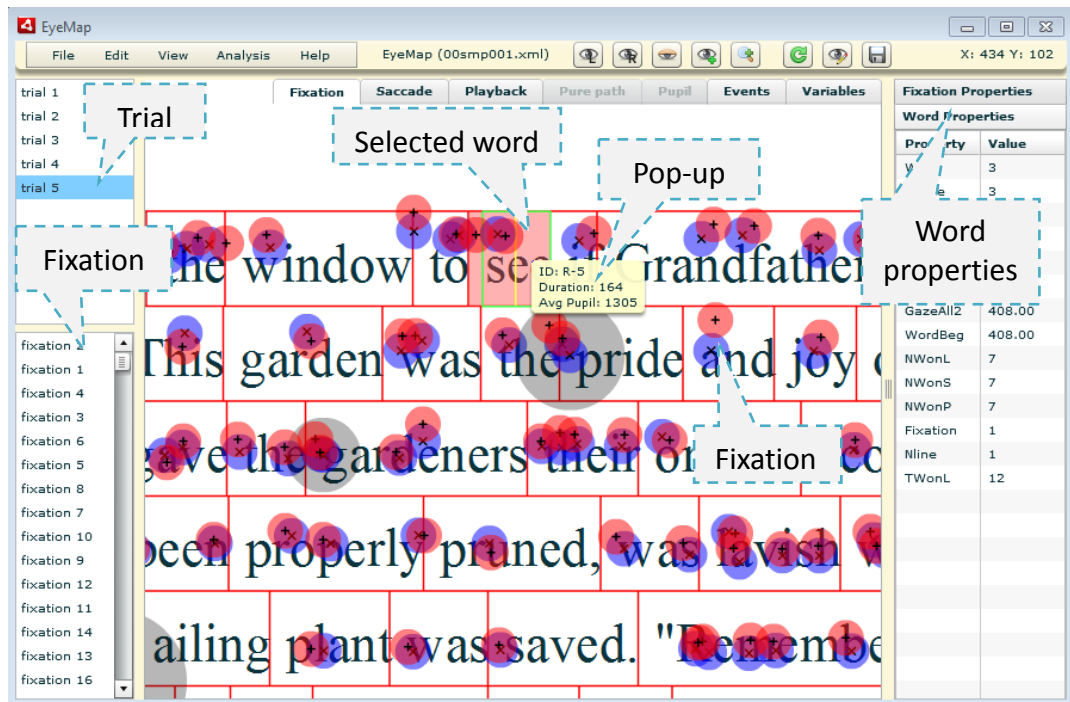 EyeMap
File Edit View Analysis Help EyeMap (00smp001.xml) X: 434 Y: 102
trial 1
trial 2
trial 3
trial 4
trial 5
Trial
Fixation
fixation 2
fixation 1
fixation 4
fixation 3
fixation 6
fixation 5
fixation 8
fixation 7
fixation 10
fixation 9
fixation 12
fixation 11
fixation 14
fixation 13
fixation 16
Fixation Saccade Playback Pure path Pupil Events Variables
Selected word
Pop-up
the window to see if Grandfather
ID: R-5
Duration: 164
Avg Pupil: 1305
This garden was the pride and joy
gave the gardeners their
Fixation
been properly pruned, was lavish
ailing plant was saved. "Remembe
Fixation Properties
Word Properties
Property Value
3
3
Word
properties
GazeAll2 408.00
WordBeg 408.00
NWonL 7
NWonS 7
NWonP 7
Fixation 1
Nline 1
TWonL 12